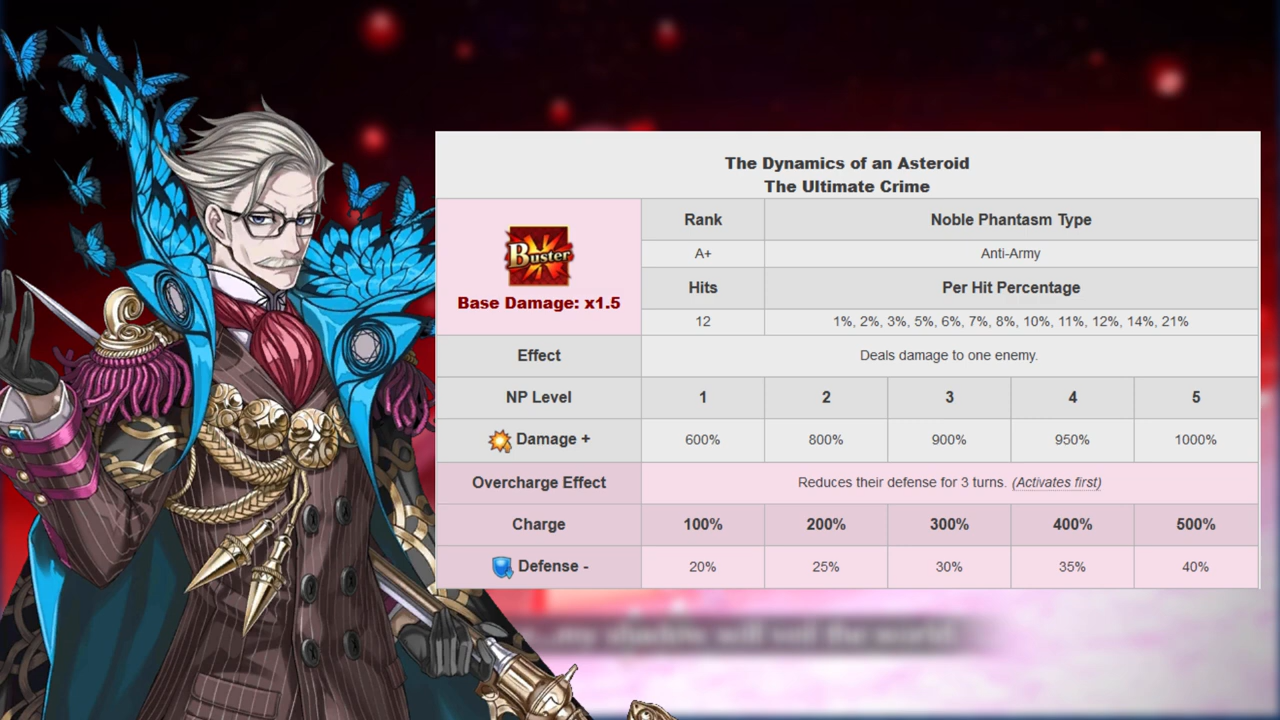 The Dynamics of an Asteroid
The Ultimate Crime
Buster
Base Damage: x1.5
Rank Noble Phantasm Type
A+ Anti-Army
Hits Per Hit Percentage
12 1%, 2%, 3%, 5%, 6%, 7%, 8%, 10%, 11%, 12%, 14%, 21%
Effect Deals damage to one enemy.
NP Level 1 2 3 4 5
Damage + 600% 800% 900% 950% 1000%
Overcharge Effect Reduces their defense for 3 turns. (Activates first)
Charge 100% 200% 300% 400% 500%
Defense - 20% 25% 30% 35% 40%